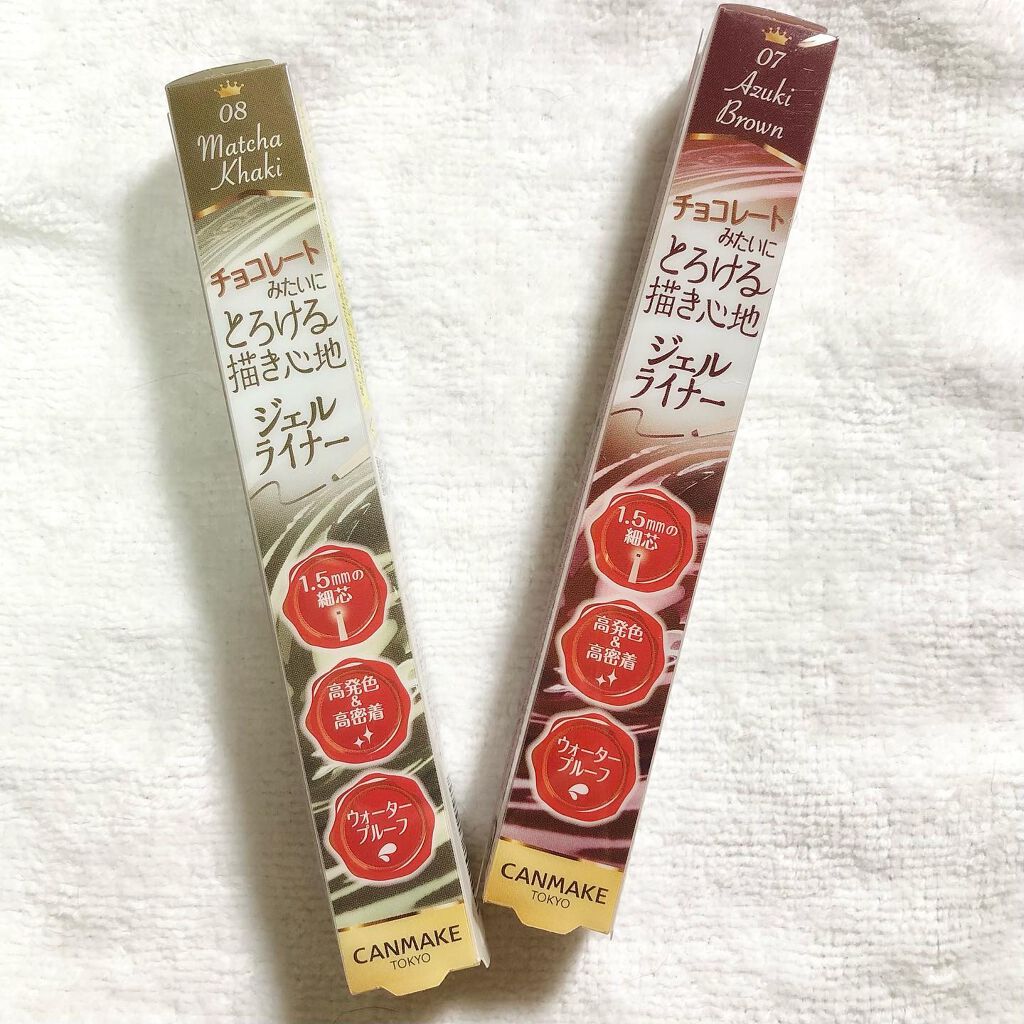 08
Matcha
Khaki
チョコレート
みたいに
とろける
描き心地
ジェル
ライナー
1.5mmの
細芯
高発色
&
高密着
ウォーター
プルーフ
CANMAKE
TOKYO
07
Azuki
Brown
チョコレート
みたいに
とろける
描き心地
ジェル
ライナー
1.5mmの
細芯
高発色
&
高密着
ウォーター
プルーフ
CANMAKE
TOKYO